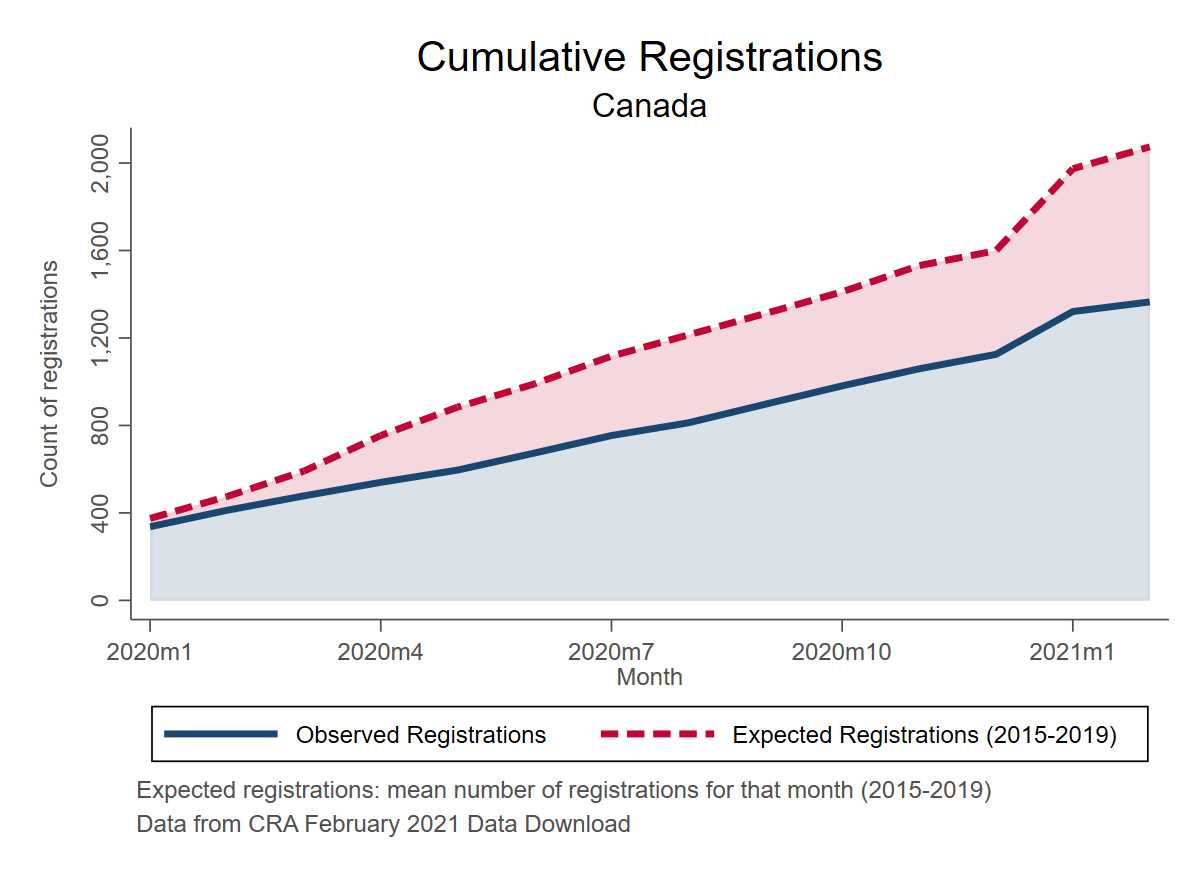 Cumulative Registrations
Canada
Count of registrations
2,000
1,600
1,200
800
400
0
2020m1 2020m4 2020m7 2020m10 2021m1
Month
Observed Registrations Expected Registrations (2015-2019)
Expected registrations: mean number of registrations for that month (2015-2019)
Data from CRA February 2021 Data Download